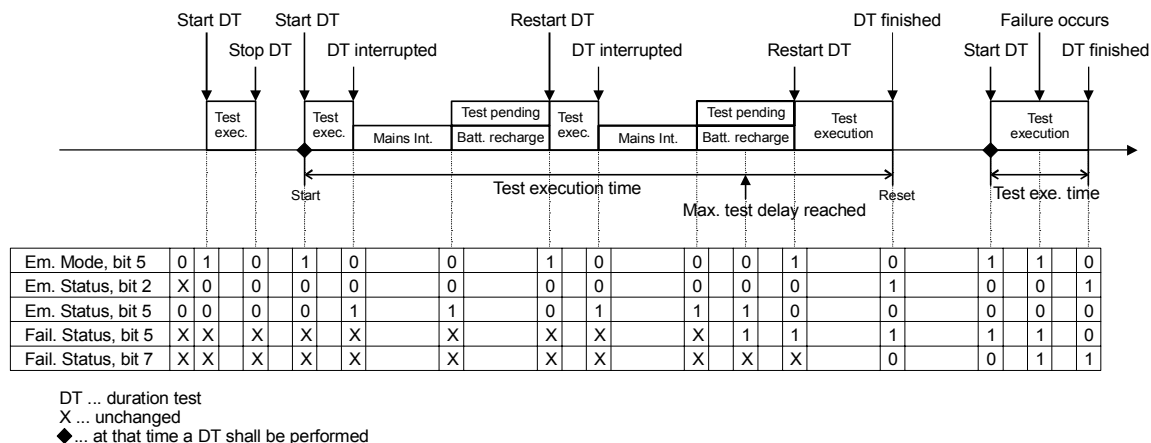 Start DT Start DT Restart DT DT finished Failure occurs
Stop DT DT interrupted DT interrupted Restart DT Start DT DT finished
Test exec. Test exec. Test pending Test exec. Test pending Test execution Test execution
Mains Int. Batt. recharge Mains Int. Batt. recharge
Start Test execution time Reset Test exe. time
Max. test delay reached
Em. Mode, bit 5 0 1 0 1 0 0 1 0 0 0 1 0 1 1 0
Em. Status, bit 2 X 0 0 0 0 0 0 0 0 0 0 1 0 0 1
Em. Status, bit 5 0 0 0 0 1 1 0 1 1 1 0 0 0 0 0
Fail. Status, bit 5 X X X X X X X X X 1 1 1 1 1 0
Fail. Status, bit 7 X X X X X X X X X X X 0 0 1 1
DT ... duration test
X ... unchanged
◆... at that time a DT shall be performed